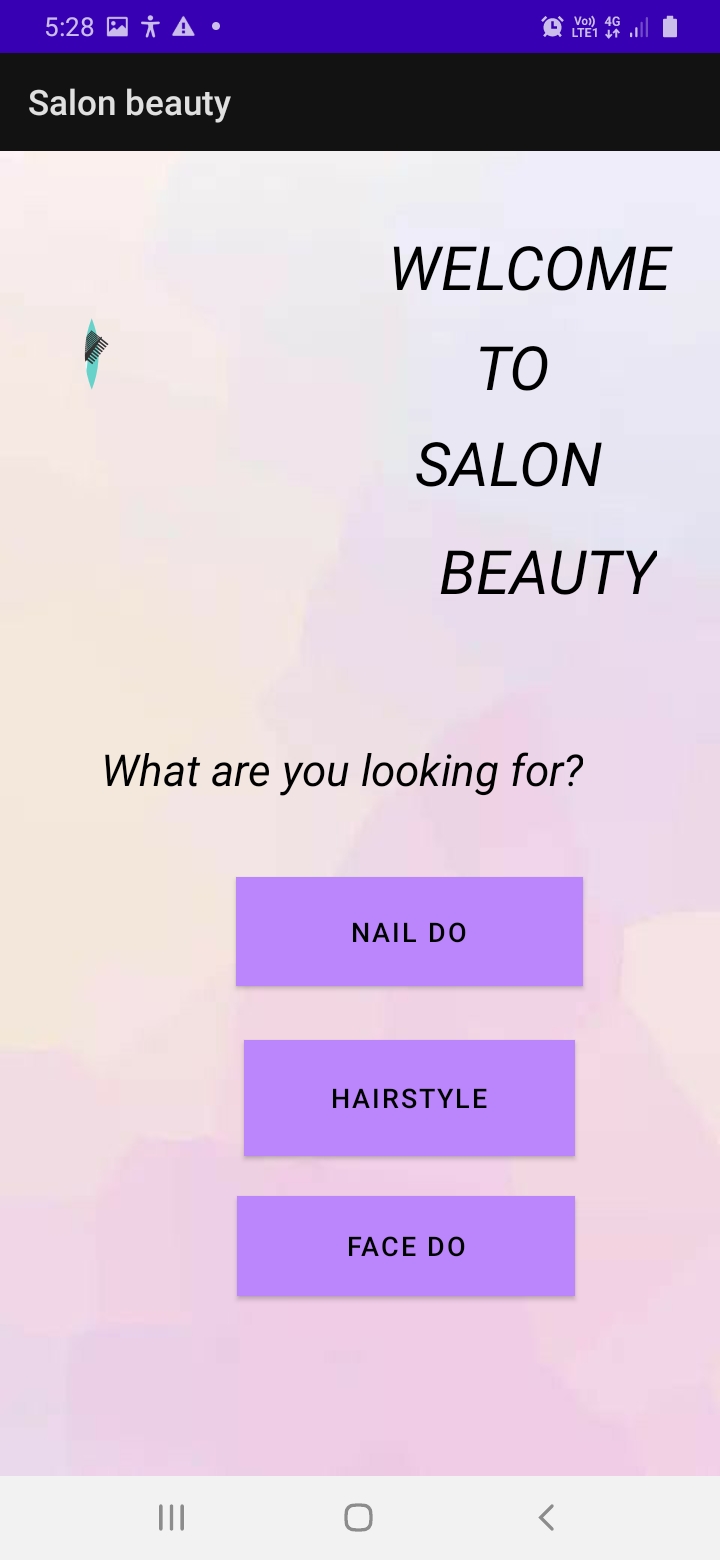 5:28
Vo)) LTE1 4G
Salon beauty
WELCOME
TO
SALON
BEAUTY
What are you looking for?
NAIL DO
HAIRSTYLE
FACE DO